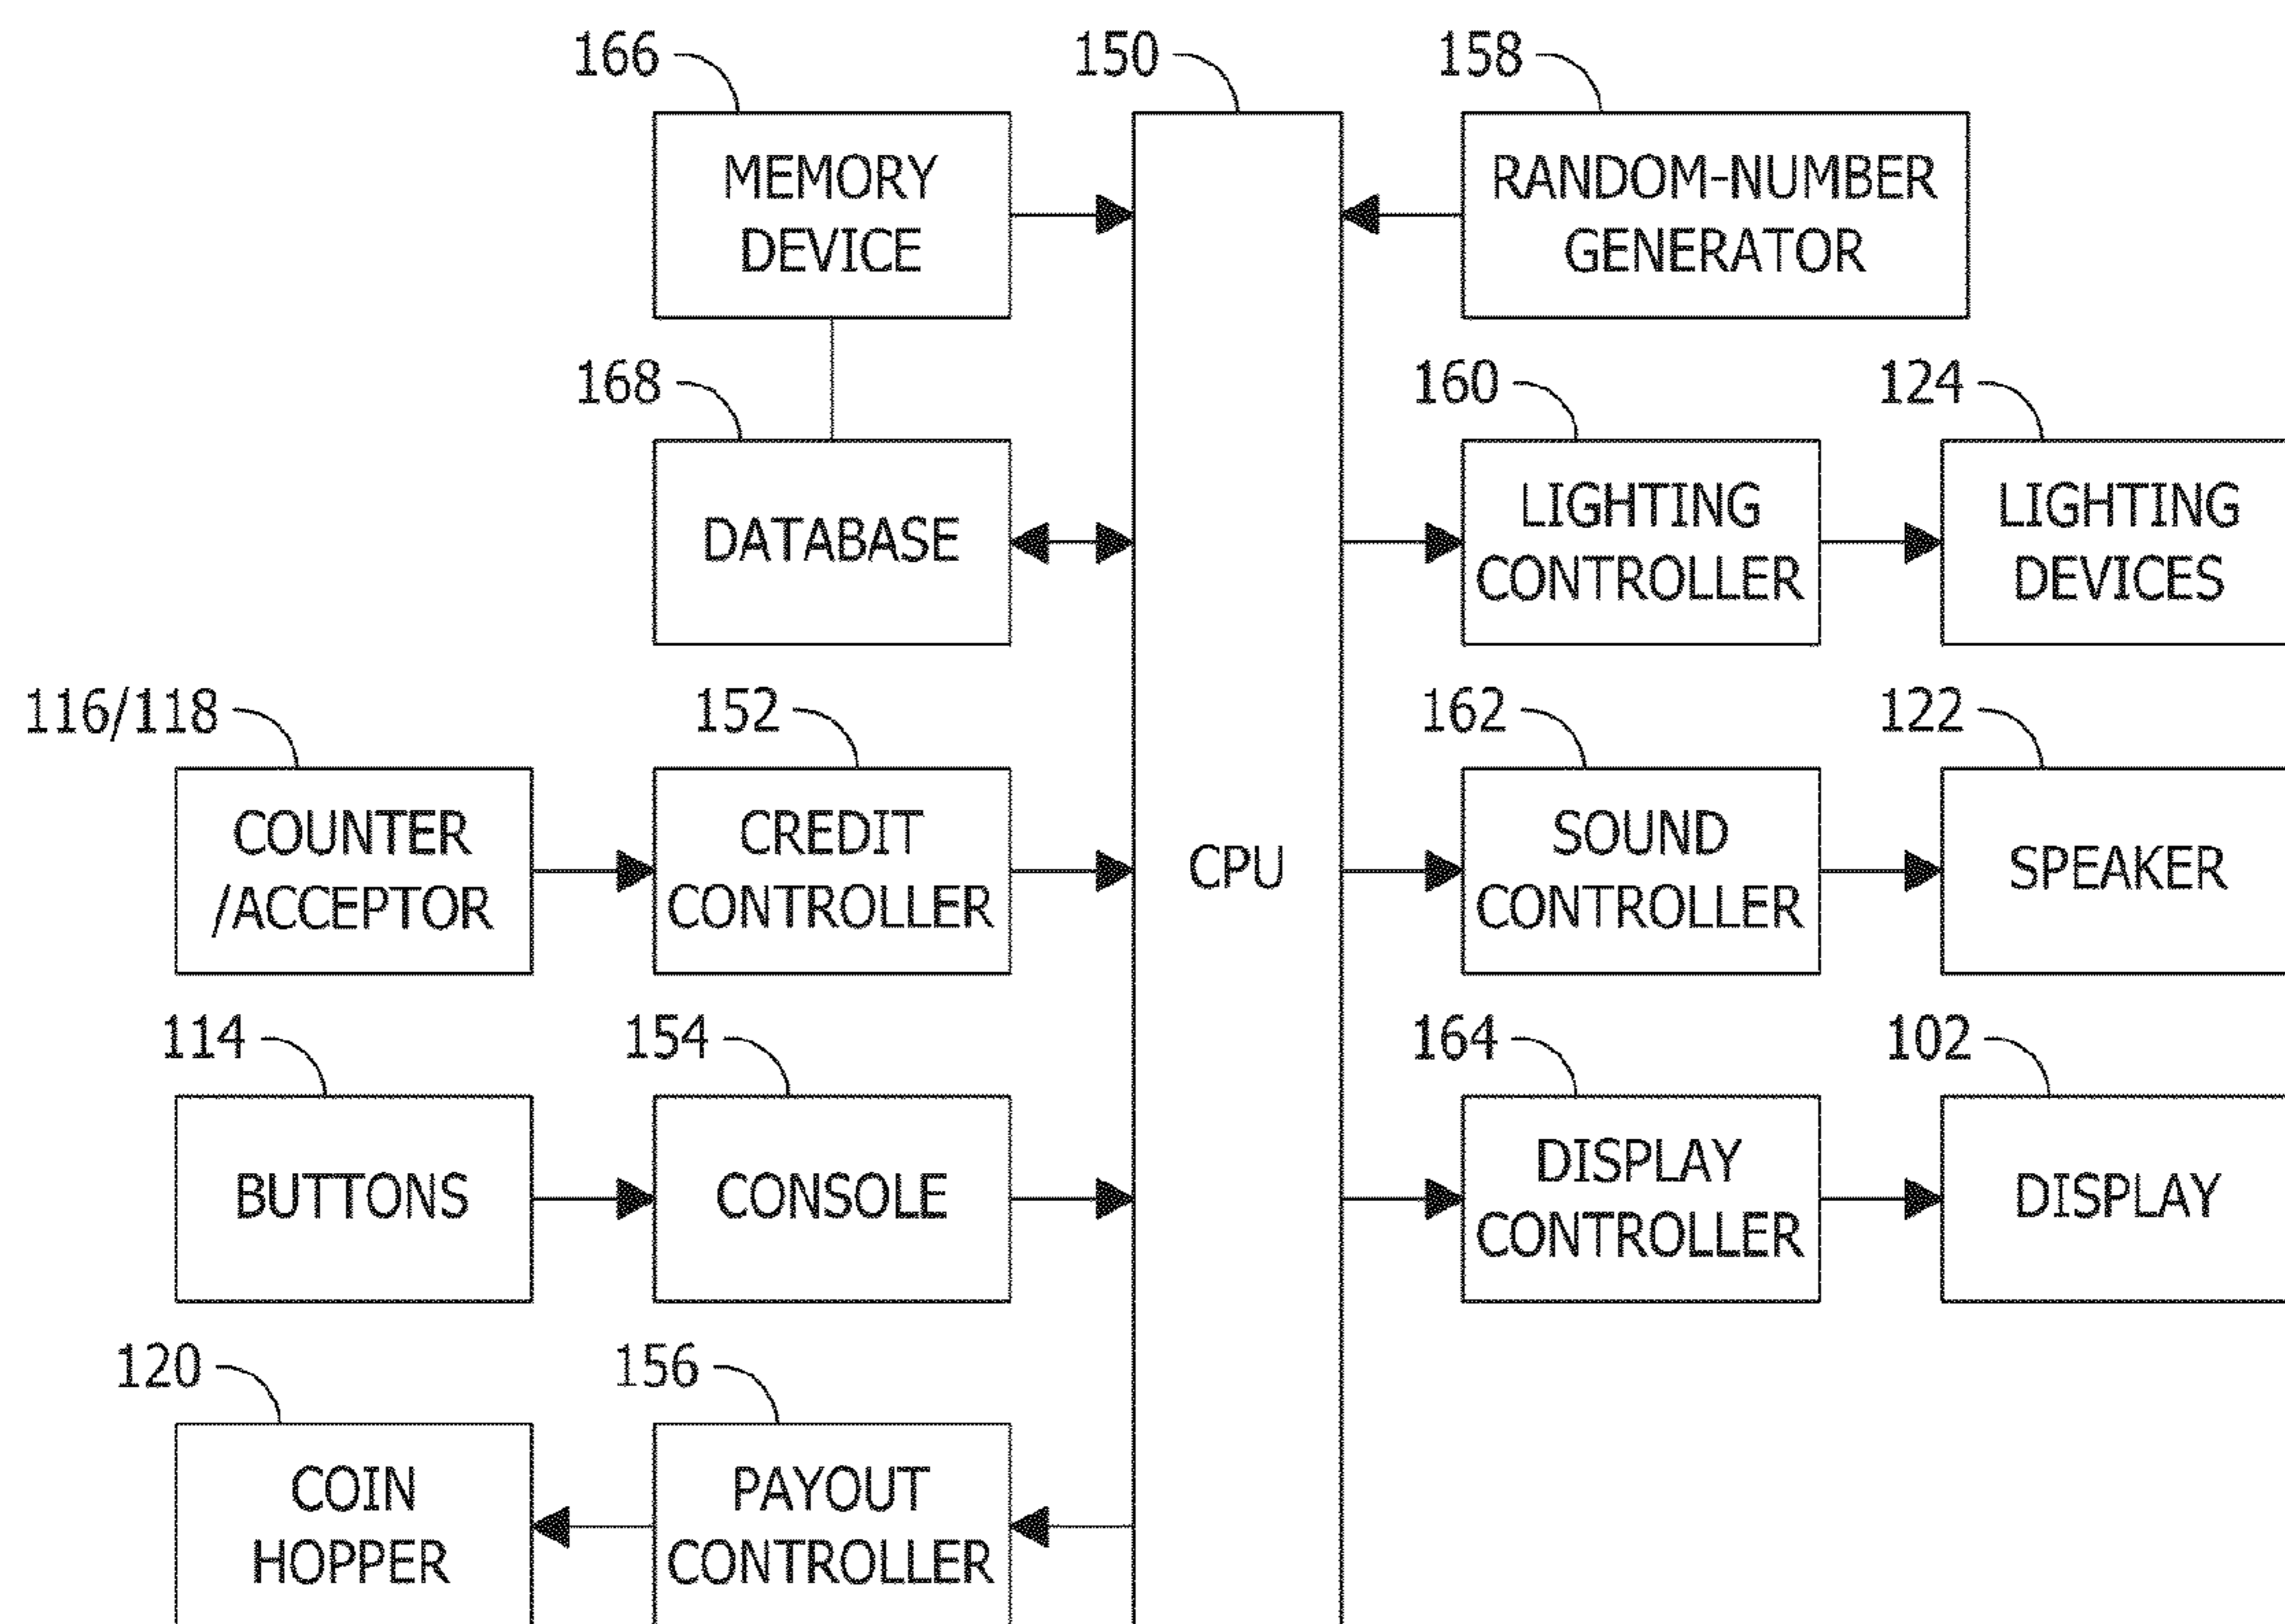 166
150
158
MEMORY
DEVICE
RANDOM-NUMBER
GENERATOR
168
160
124
DATABASE
LIGHTING
CONTROLLER
LIGHTING
DEVICES
116/118
152
162
122
COUNTER
/ACCEPTOR
CREDIT
CONTROLLER
CPU
SOUND
CONTROLLER
SPEAKER
114
154
164
102
BUTTONS
CONSOLE
DISPLAY
CONTROLLER
DISPLAY
120
156
COIN
HOPPER
PAYOUT
CONTROLLER